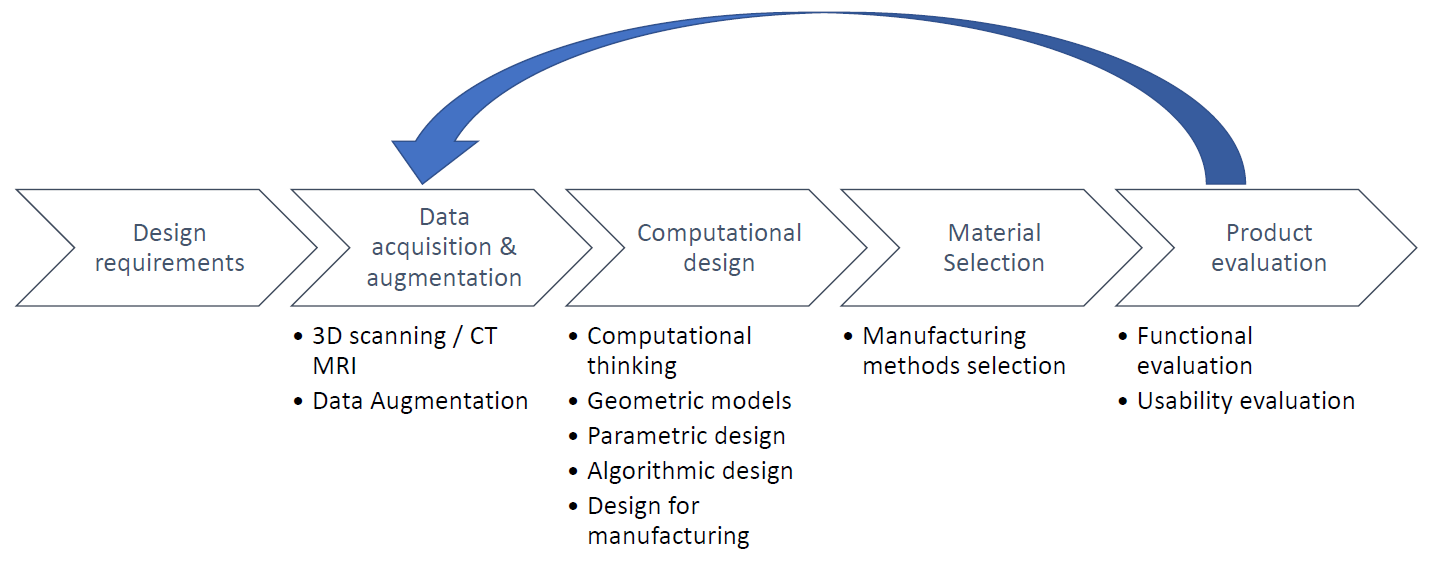 Design
requirements
Data
acquisition &
augmentation
Computational
design
Material
Selection
Product
evaluation
• 3D scanning / CT
MRI
• Data Augmentation
• Computational
thinking
• Geometric models
• Parametric design
• Algorithmic design
• Design for
manufacturing
• Manufacturing
methods selection
• Functional
evaluation
• Usability evaluation